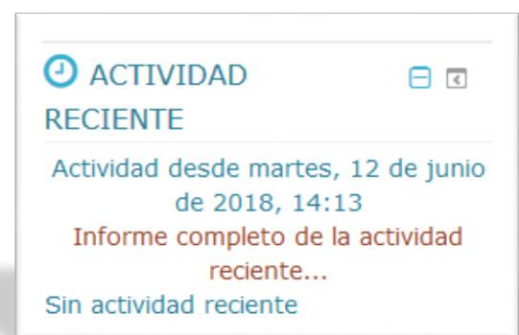 ACTIVIDAD
RECIENTE
Actividad desde martes, 12 de junio
de 2018, 14:13
Informe completo de la actividad
reciente...
Sin actividad reciente